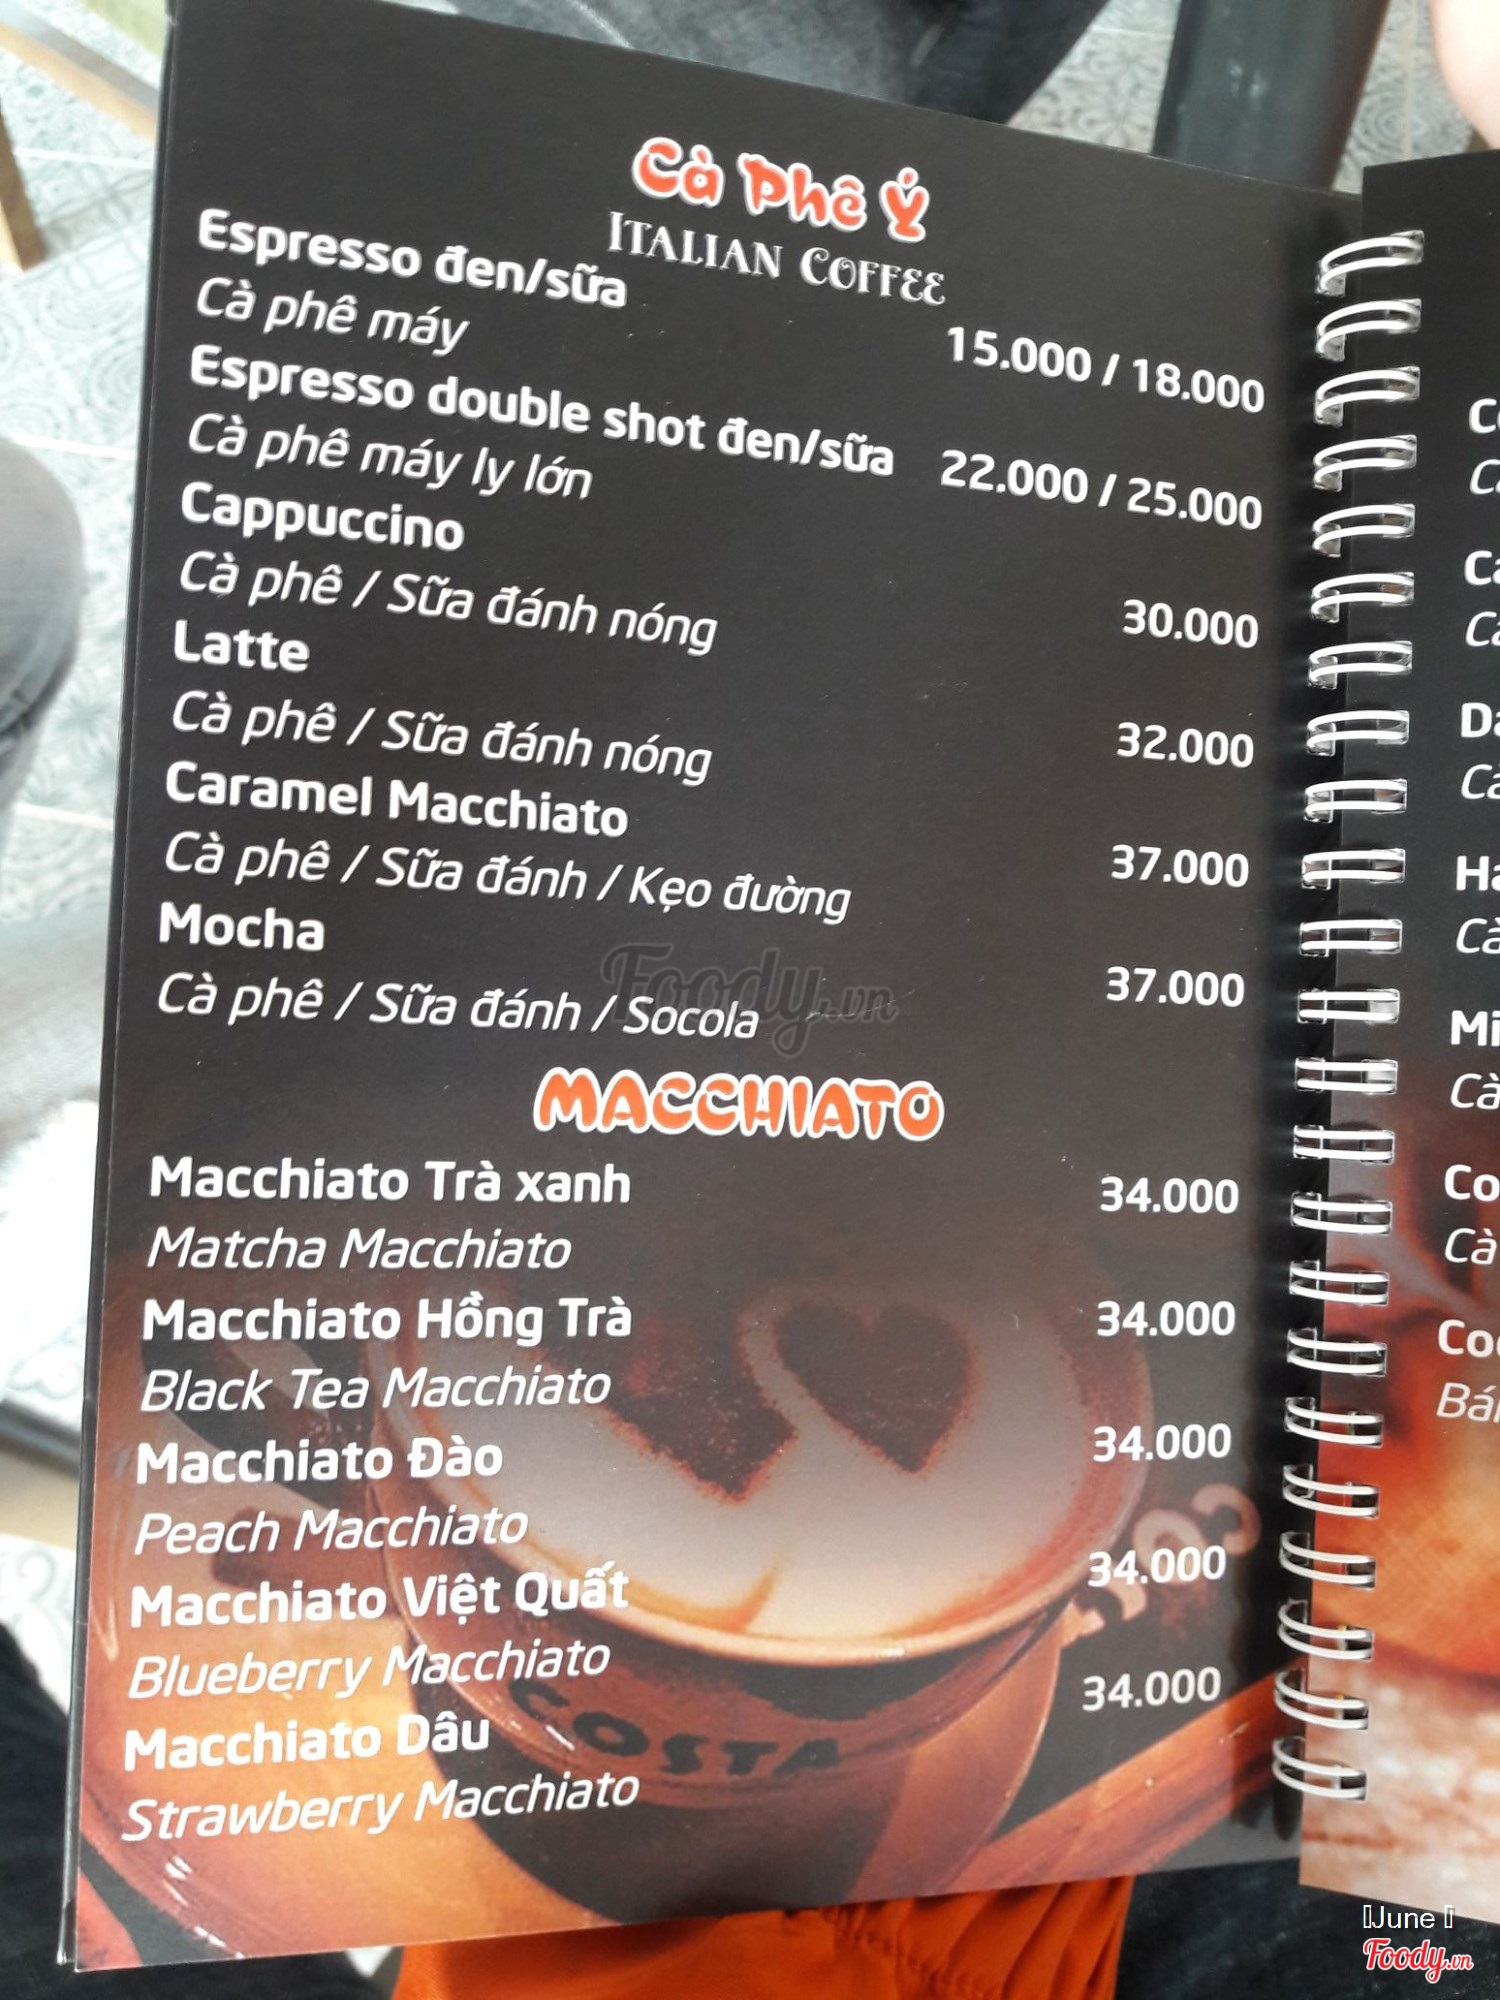 Cà Phê Ý
ITALIAN COFFEE
Espresso đen/sữa 15.000 / 18.000
Cà phê máy
Espresso double shot đen/sữa 22.000 / 25.000
Cà phê máy ly lớn
Cappuccino 30.000
Cà phê / Sữa đánh nóng
Latte 32.000
Cà phê / Sữa đánh nóng
Caramel Macchiato 37.000
Cà phê / Sữa đánh / Kẹo đường
Mocha 37.000
Cà phê / Sữa đánh / Socola
Foody.vn
MACCHIATO
Macchiato Trà xanh 34.000
Matcha Macchiato
Macchiato Hồng Trà 34.000
Black Tea Macchiato
Macchiato Đào 34.000
Peach Macchiato
Macchiato Việt Quất 34.000
Blueberry Macchiato
Macchiato Dâu 34.000
Strawberry Macchiato
COSTA
June
Foody.vn